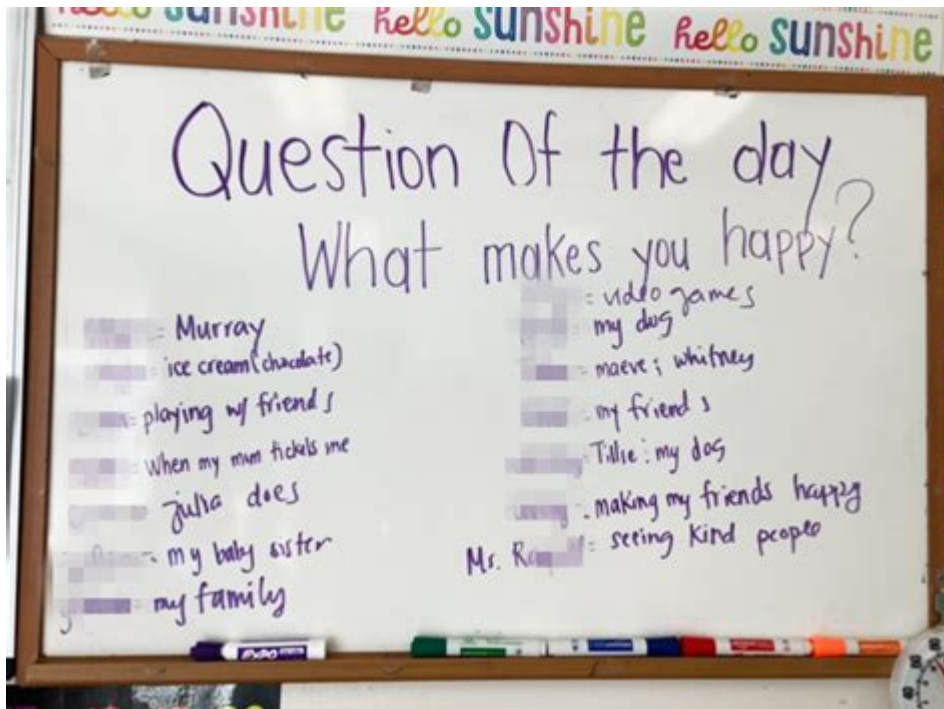 hello sunshine hello sunshine hello sunshine
Question Of the day
What makes you happy?
= Murray
= ice cream (chocolate)
= playing w/ friends
= When my mom tickels me
julia does
= my baby sister
= my family
= video games
my dog
= maeve ; whitney
= my friends
= Tillie : my dog
= making my friends happy
Ms. R = seeing kind people
EXPO